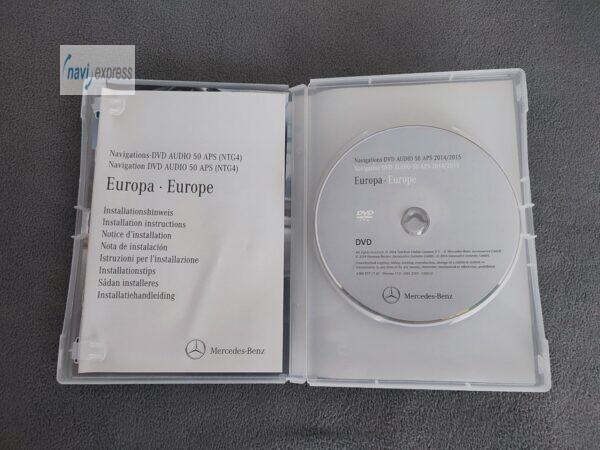 navi express
Navigations-DVD AUDIO 50 APS (NTG4)
Navigation DVD AUDIO 50 APS (NTG4)
Europa · Europe
Installationshinweis
Installation instructions
Notice d'installation
Nota de instalación
Istruzioni per l'installazione
Installationstips
Sådan installeres
Installatiehandleiding
Mercedes-Benz
Navigations-DVD AUDIO 50 APS 2014/2015
Navigation DVD AUDIO 50 APS 2014/2015
Europa · Europe
DVD
DVD
Mercedes-Benz